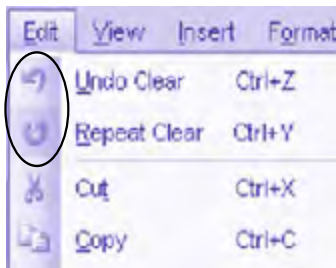 Edit View Insert Format
Undo Clear Ctrl+Z
Repeat Clear Ctrl+Y
Cut Ctrl+X
Copy Ctrl+C